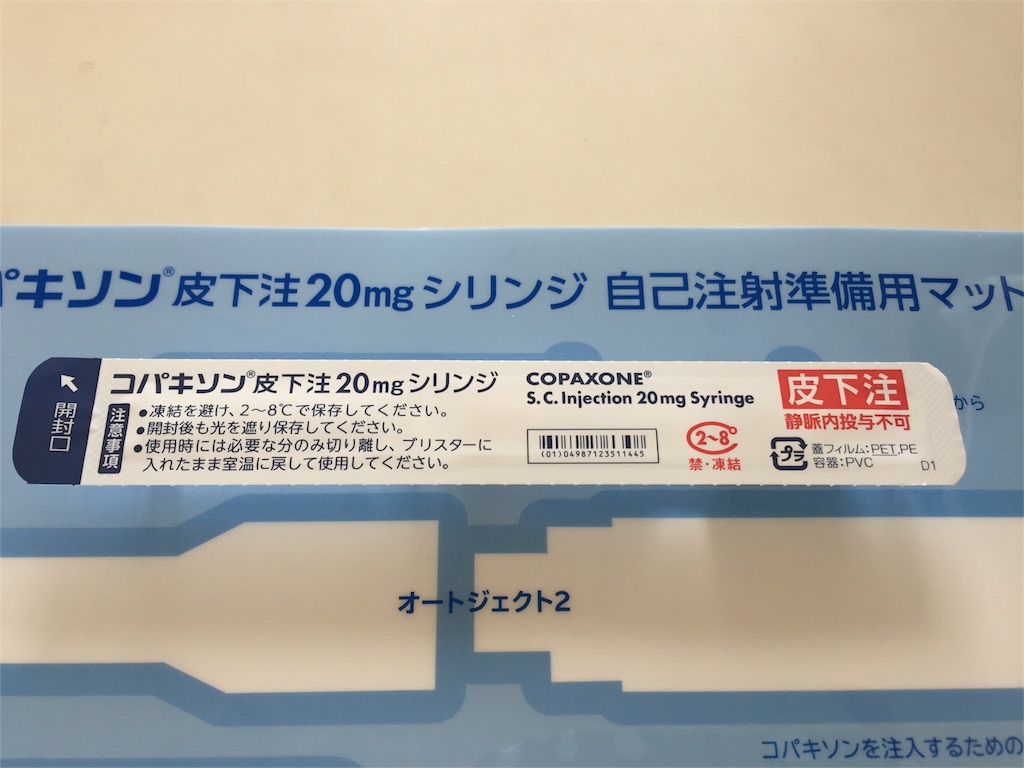 パキソン®皮下注20mgシリンジ 自己注射準備用マット
開封口
コパキソン®皮下注20mgシリンジ
注意事項
●凍結を避け、2～8℃で保存してください。
●開封後も光を遮り保存してください。
●使用時には必要な分のみ切り離し、ブリスターに
入れたまま室温に戻して使用してください。
COPAXONE®
S.C. Injection 20mg Syringe
(01)04987123511445
2~8°
禁・凍結
皮下注
静脈内投与不可
プラ
蓋フィルム:PET,PE
容器:PVC
D1
から
オートジェクト2
コパキソンを注入するための